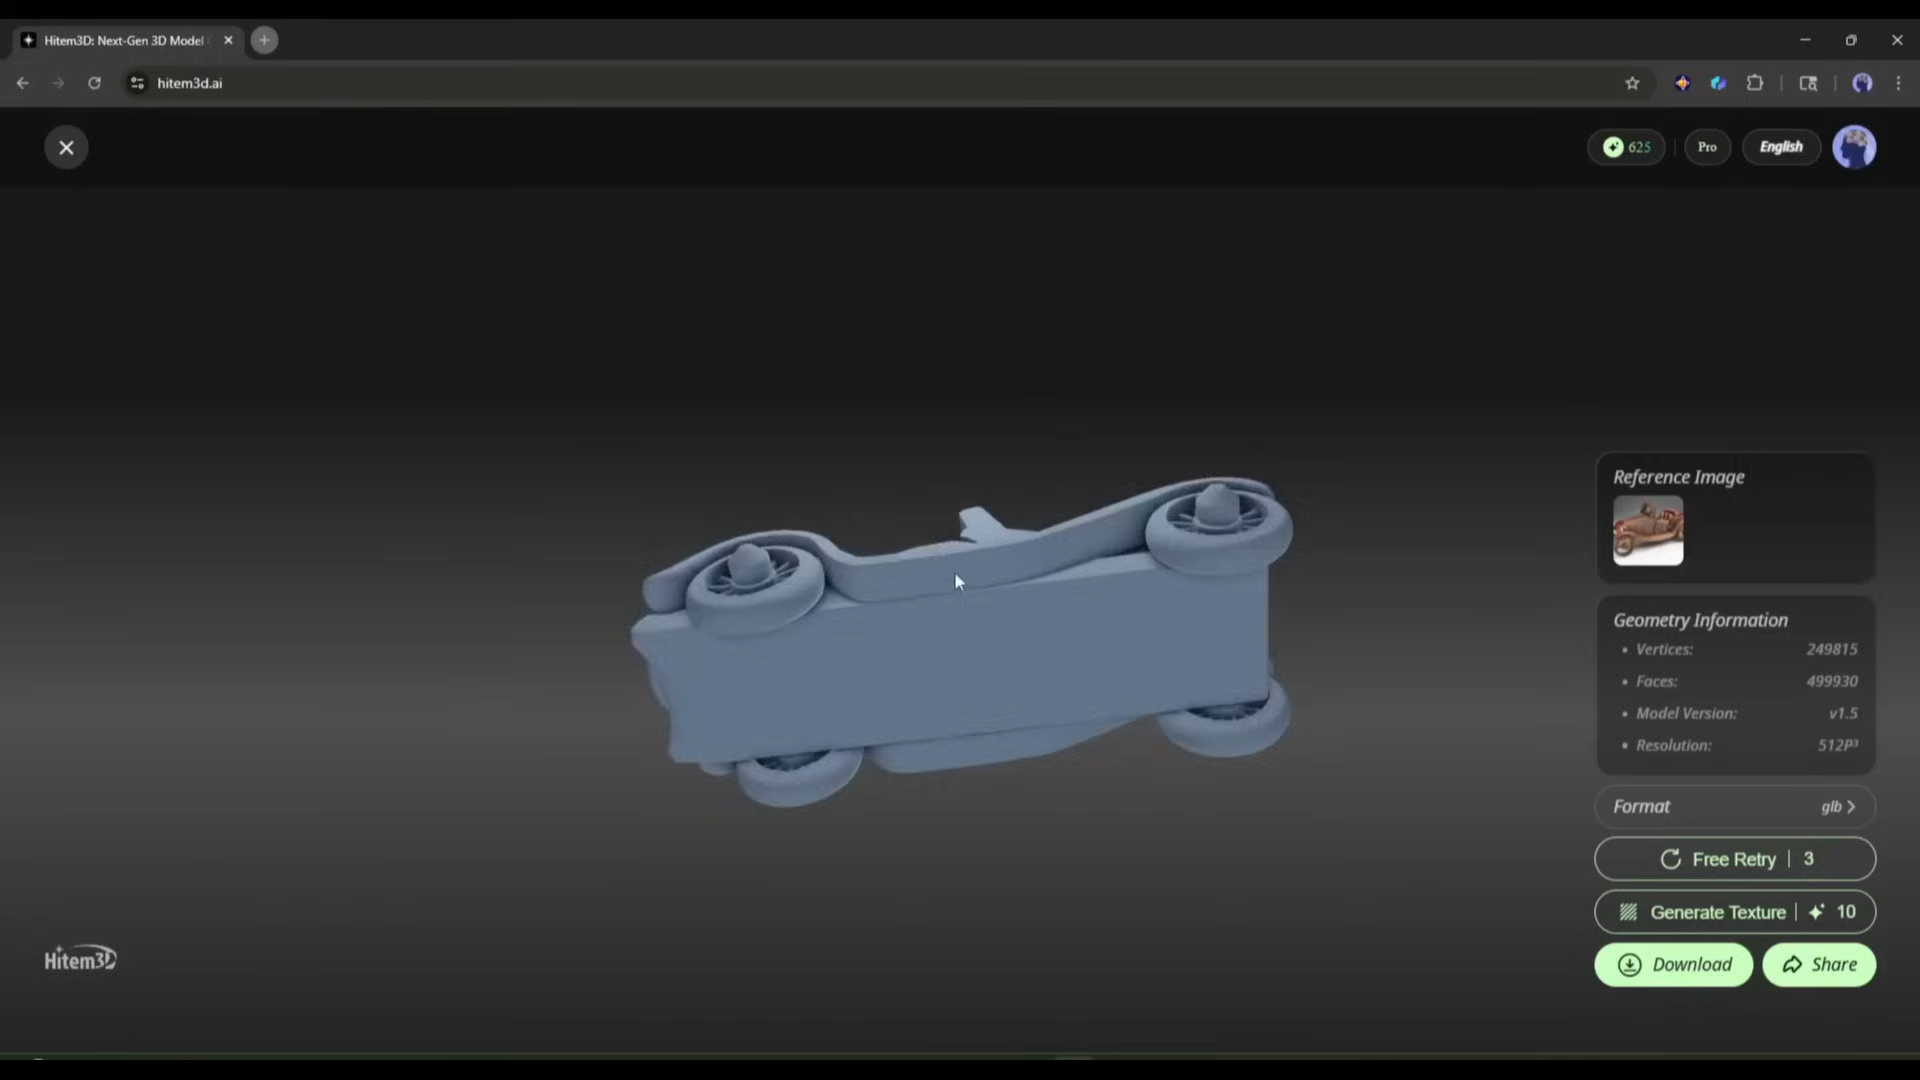 Hitem3D: Next-Gen 3D Model
hitem3d.ai
625
Pro
English
Reference Image
Geometry Information
• Vertices: 249815
• Faces: 499930
• Model Version: v1.5
• Resolution: 512P³
Format glb
Free Retry | 3
Generate Texture | 10
Download
Share
Hitem3D